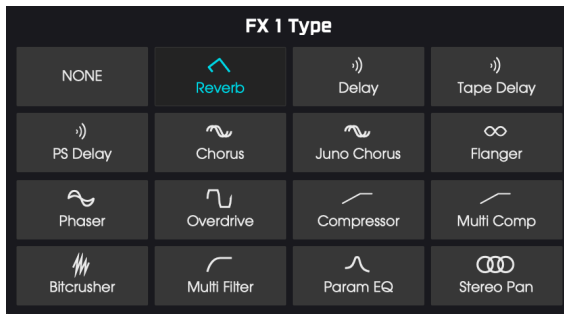 FX 1 Type
NONE
Reverb
Delay
Tape Delay
PS Delay
Chorus
Juno Chorus
Flanger
Phaser
Overdrive
Compressor
Multi Comp
Bitcrusher
Multi Filter
Param EQ
Stereo Pan